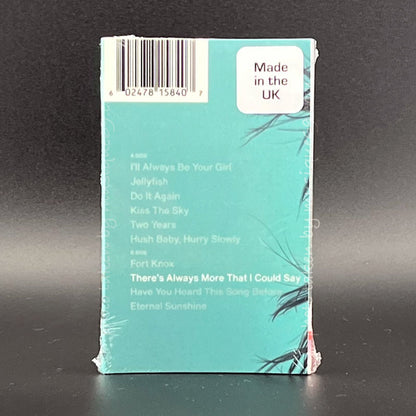 Made
in the
UK
6 02478 15840 7
A SIDE
I'll Always Be Your Girl
Jellyfish
Do It Again
Kiss The Sky
Two Years
Hush Baby, Hurry Slowly
B SIDE
Fort Knox
There's Always More That I Could Say
Have You Heard This Song Before
Eternal Sunshine